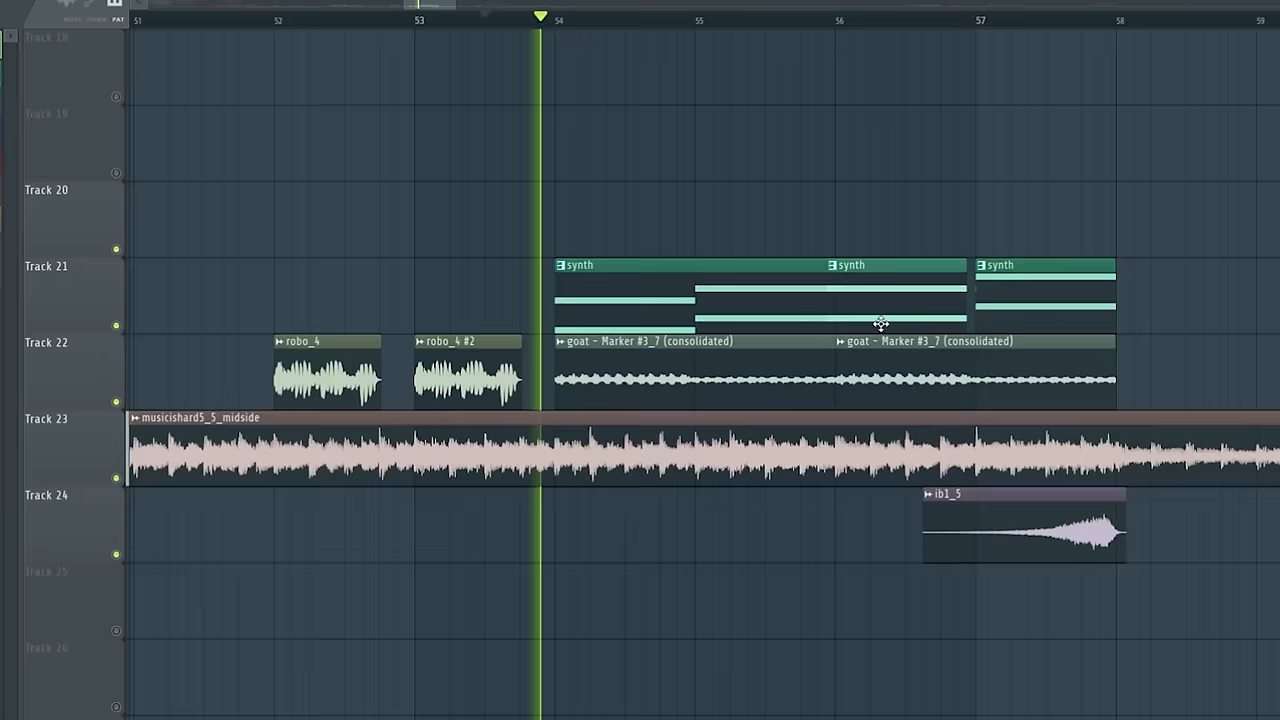 PAT
51 52 53 54 55 56 57 58 59
Track 18
Track 19
Track 20
Track 21
synth synth synth
Track 22
robo_4 robo_4 #2 goat - Marker #3_7 (consolidated) goat - Marker #3_7 (consolidated)
Track 23
musicishard5_5_midside
Track 24
ib1_5
Track 25
Track 26